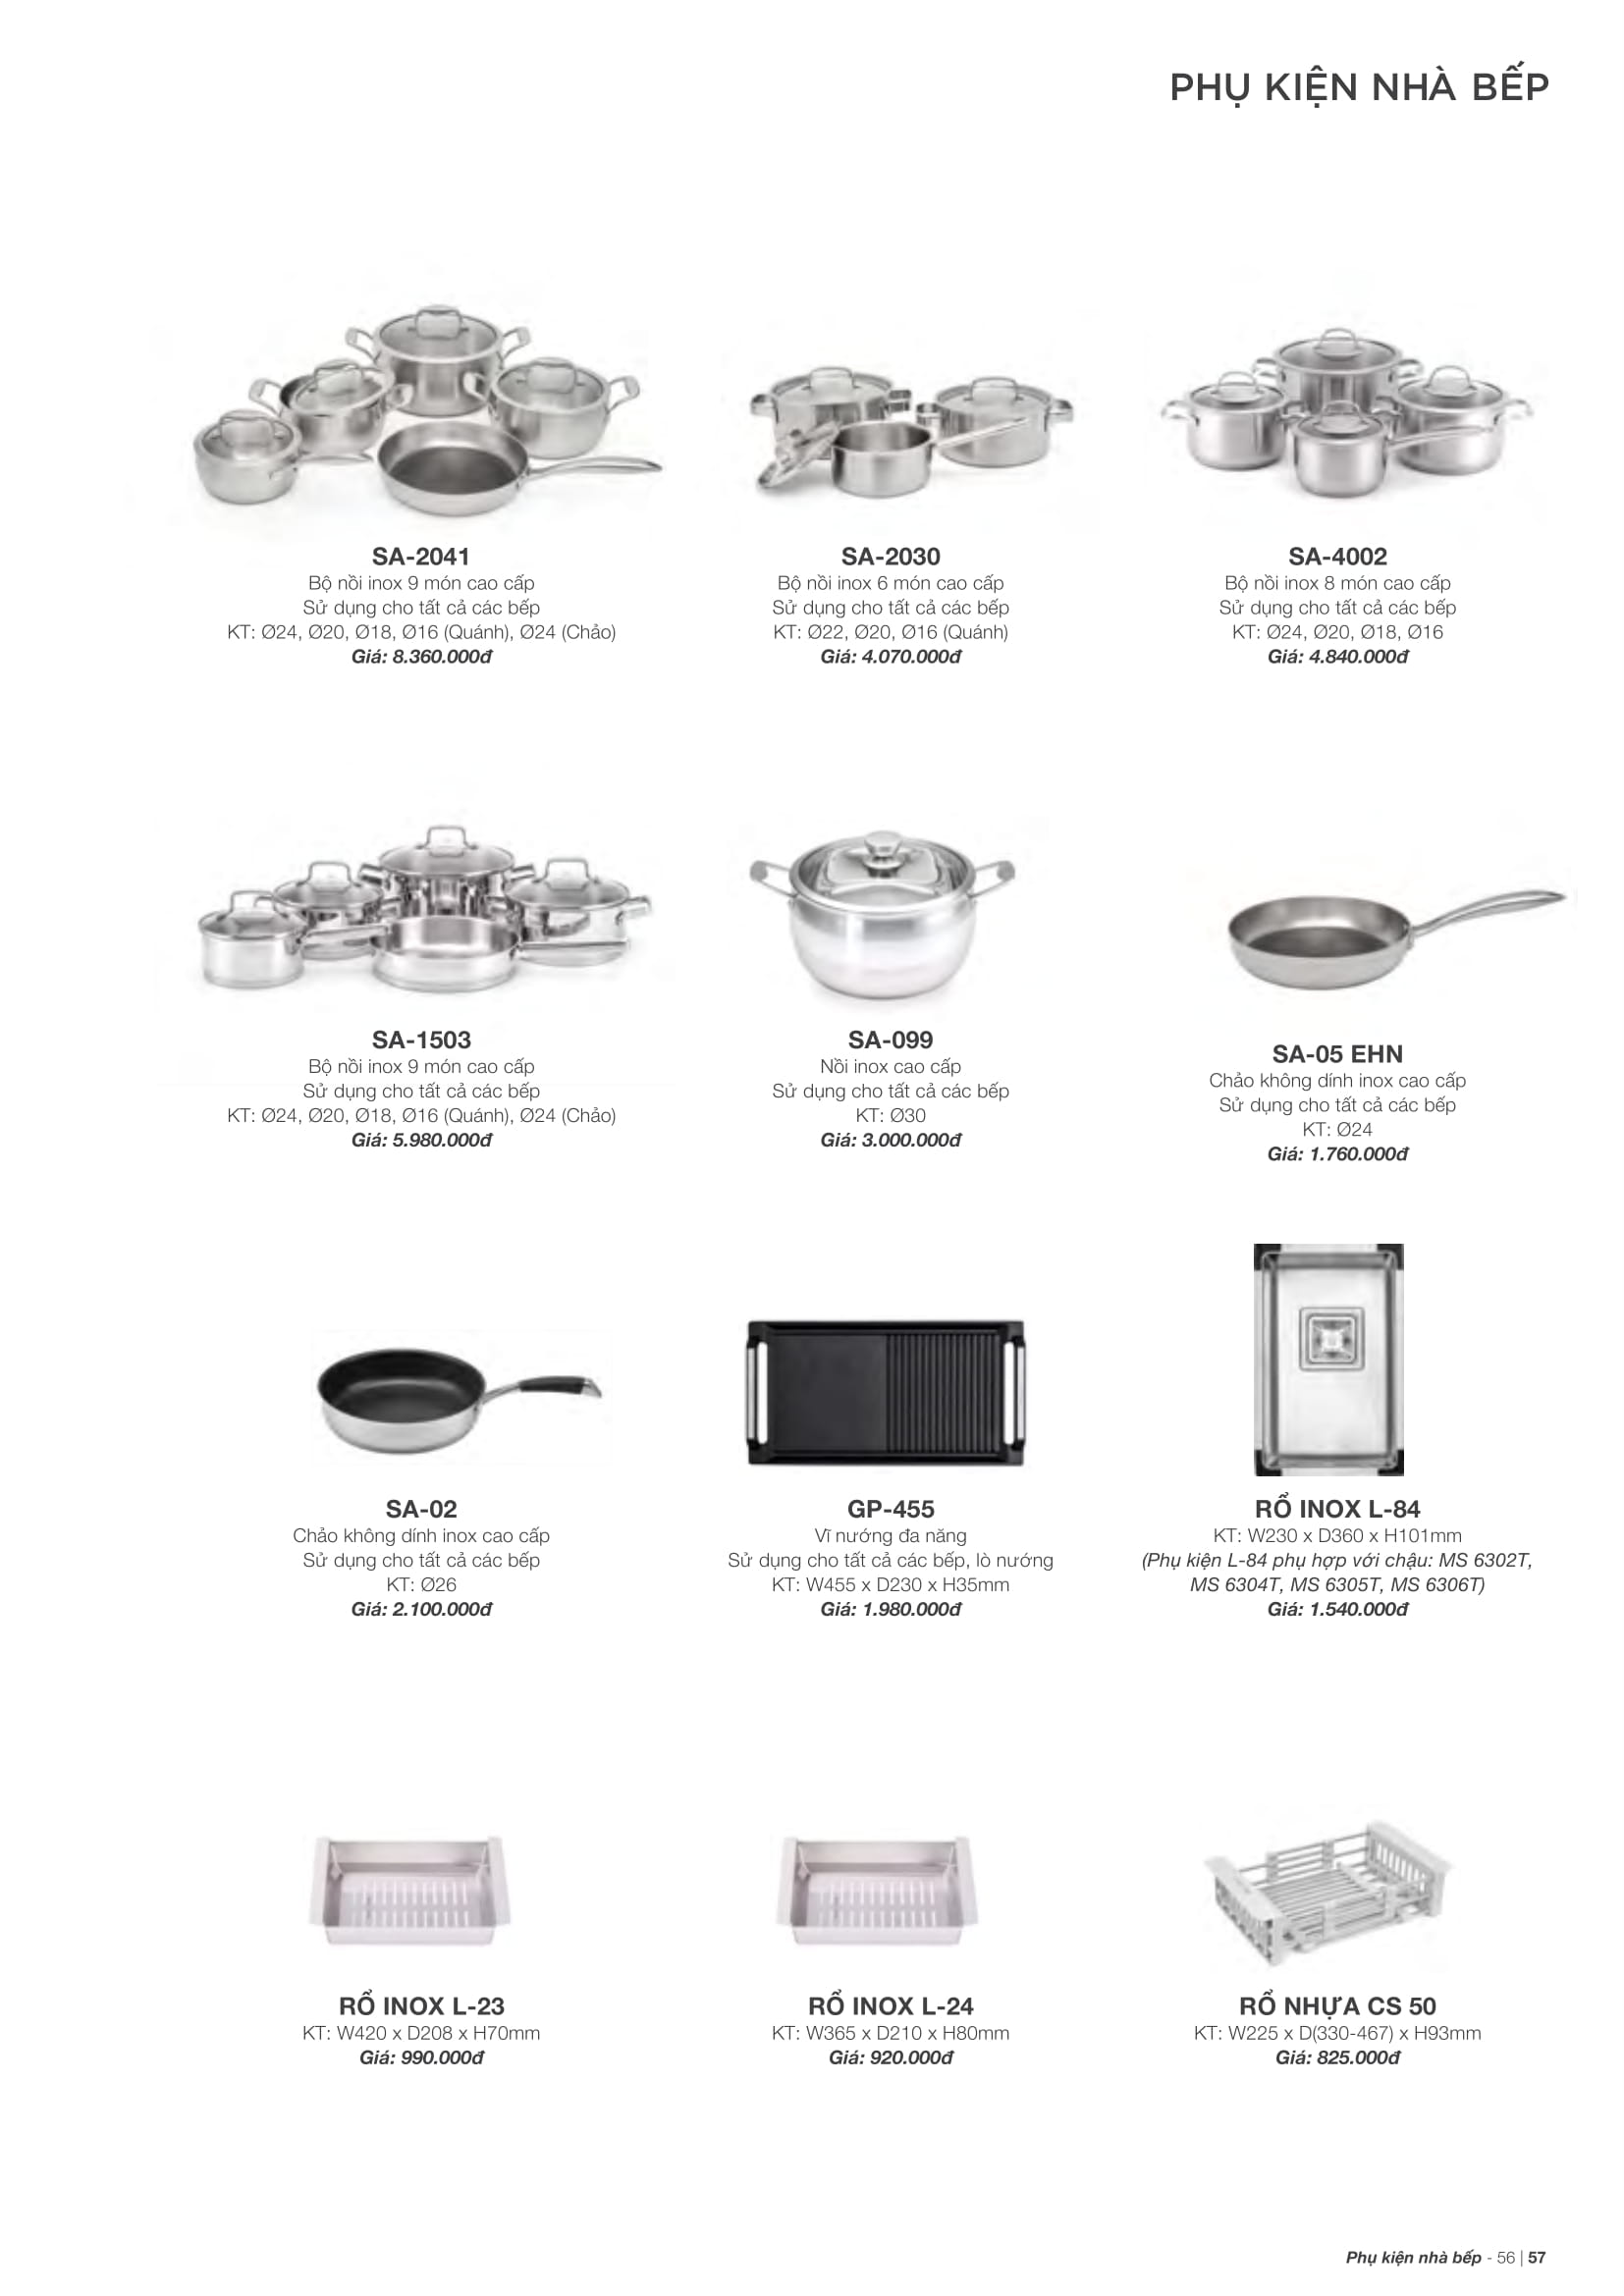 PHỤ KIỆN NHÀ BẾP
SA-2041
Bộ nồi inox 9 món cao cấp
Sử dụng cho tất cả các bếp
KT: Ø24, Ø20, Ø18, Ø16 (Quánh), Ø24 (Chảo)
Giá: 8.360.000đ
SA-2030
Bộ nồi inox 6 món cao cấp
Sử dụng cho tất cả các bếp
KT: Ø22, Ø20, Ø16 (Quánh)
Giá: 4.070.000đ
SA-4002
Bộ nồi inox 8 món cao cấp
Sử dụng cho tất cả các bếp
KT: Ø24, Ø20, Ø18, Ø16
Giá: 4.840.000đ
SA-1503
Bộ nồi inox 9 món cao cấp
Sử dụng cho tất cả các bếp
KT: Ø24, Ø20, Ø18, Ø16 (Quánh), Ø24 (Chảo)
Giá: 5.980.000đ
SA-099
Nồi inox cao cấp
Sử dụng cho tất cả các bếp
KT: Ø30
Giá: 3.000.000đ
SA-05 EHN
Chảo không dính inox cao cấp
Sử dụng cho tất cả các bếp
KT: Ø24
Giá: 1.760.000đ
SA-02
Chảo không dính inox cao cấp
Sử dụng cho tất cả các bếp
KT: Ø26
Giá: 2.100.000đ
GP-455
Vĩ nướng đa năng
Sử dụng cho tất cả các bếp, lò nướng
KT: W455 x D230 x H35mm
Giá: 1.980.000đ
RỔ INOX L-84
KT: W230 x D360 x H101mm
(Phụ kiện L-84 phụ hợp với chậu: MS 6302T,
MS 6304T, MS 6305T, MS 6306T)
Giá: 1.540.000đ
RỔ INOX L-23
KT: W420 x D208 x H70mm
Giá: 990.000đ
RỔ INOX L-24
KT: W365 x D210 x H80mm
Giá: 920.000đ
RỔ NHỰA CS 50
KT: W225 x D(330-467) x H93mm
Giá: 825.000đ
Phụ kiện nhà bếp - 56 | 57